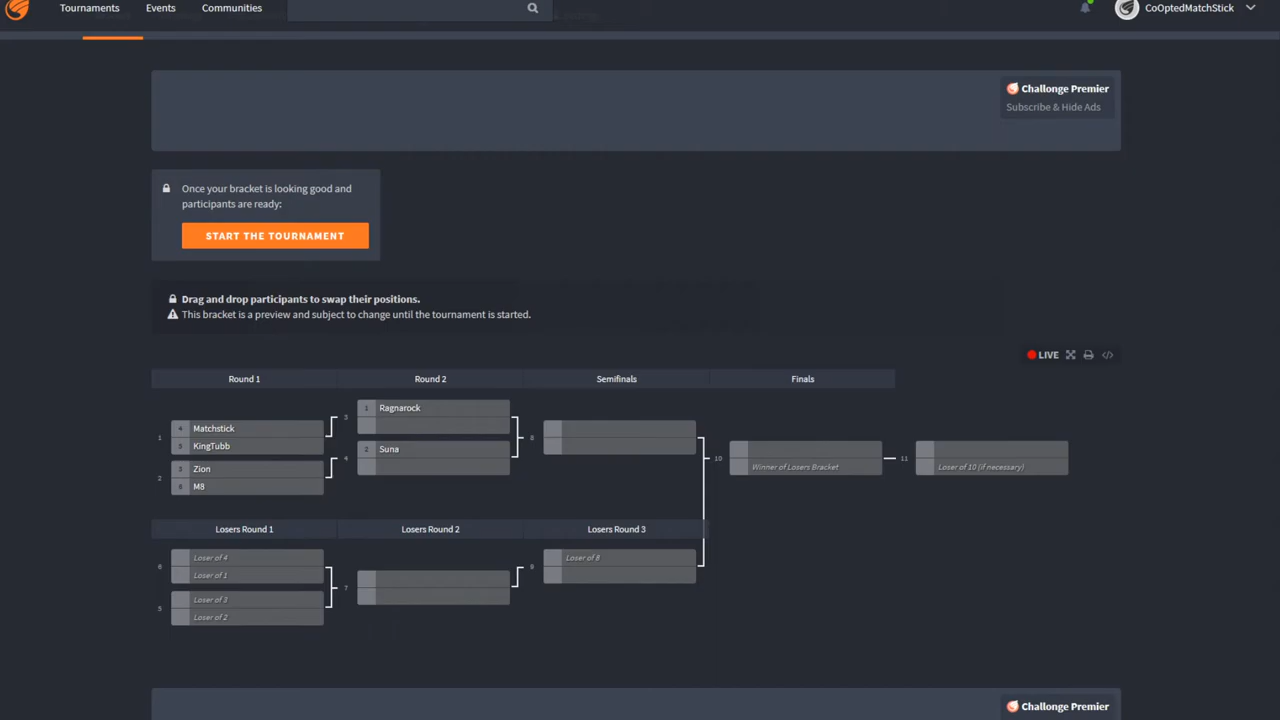 Tournaments Events Communities CoOptedMatchStick
Challonge Premier
Subscribe & Hide Ads
Once your bracket is looking good and
participants are ready:
START THE TOURNAMENT
Drag and drop participants to swap their positions.
This bracket is a preview and subject to change until the tournament is started.
LIVE
Round 1 Round 2 Semifinals Finals
1 Ragnarock
3
4 Matchstick
1
5 KingTubb
8
2 Suna
3 Zion
4
10
Winner of Losers Bracket
11
Loser of 10 (if necessary)
2
6 M8
Losers Round 1 Losers Round 2 Losers Round 3
Loser of 4
Loser of 8
6
9
Loser of 1
7
Loser of 3
5
Loser of 2
Challonge Premier